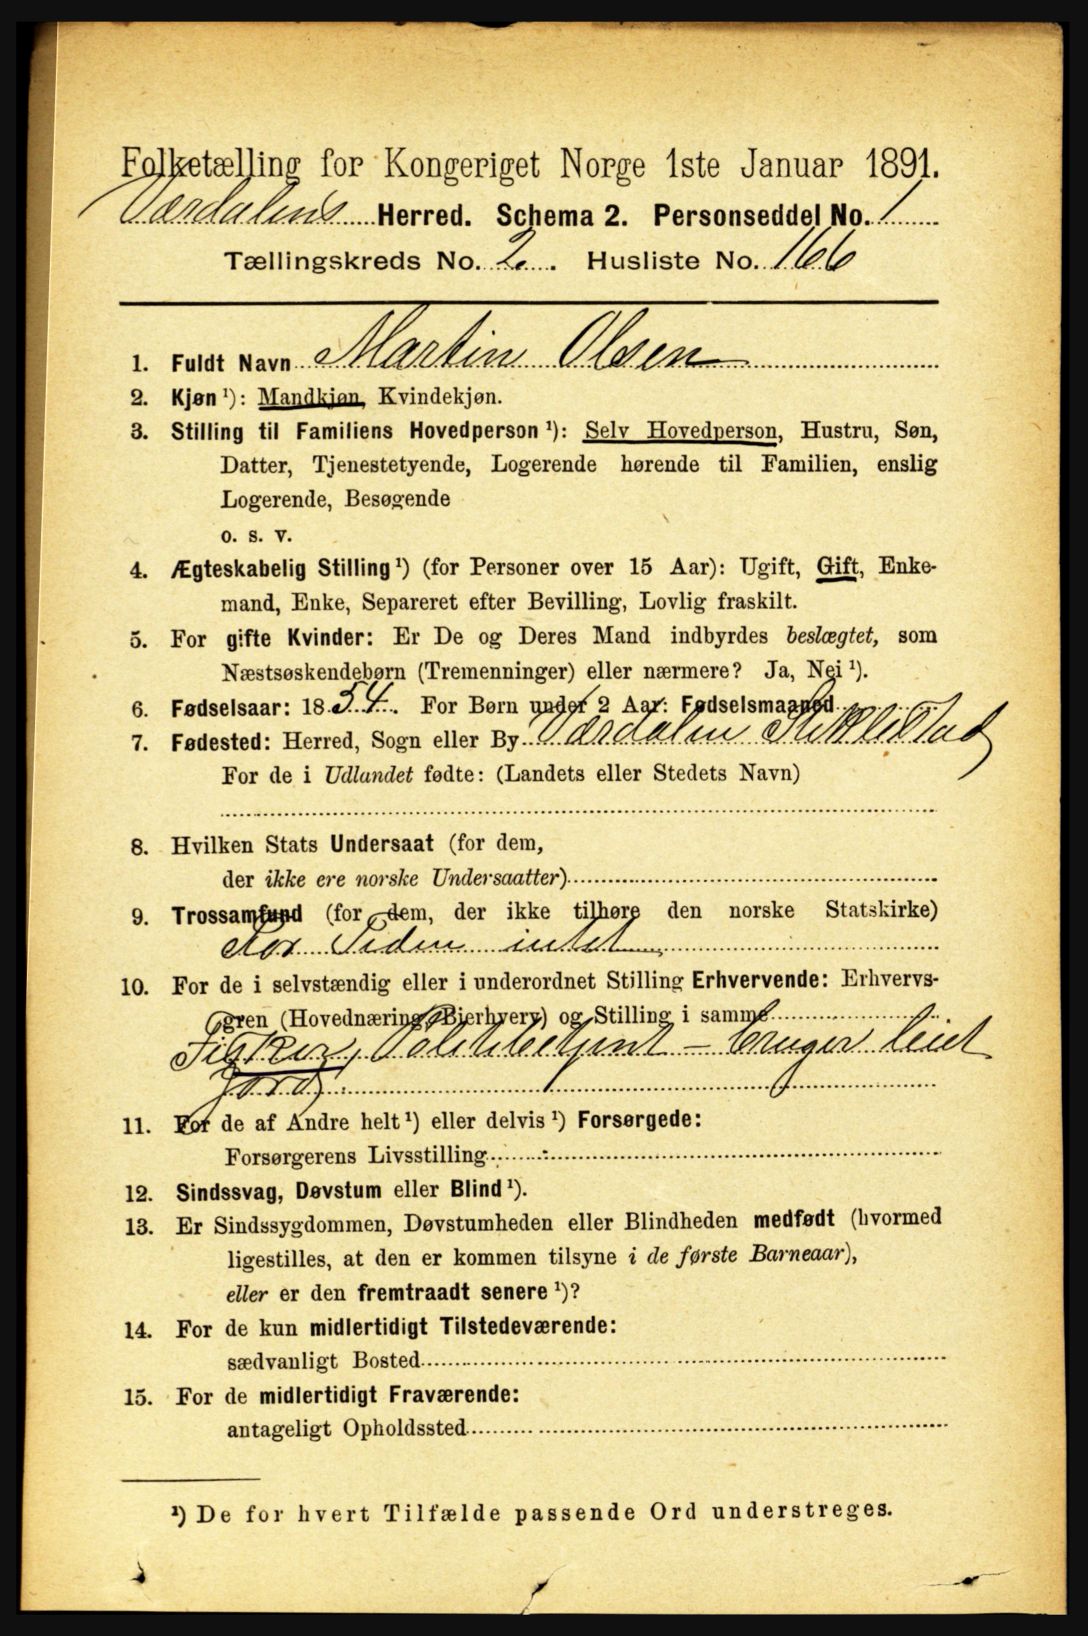 Folketælling for Kongeriget Norge 1ste Januar 1891.
Værdalens Herred. Schema 2. Personseddel No. 1
Tællingskreds No. 2. Husliste No. 166
1. Fuldt Navn Martin Olsen
2. Kjøn ¹): Mandkjøn, Kvindekjøn.
3. Stilling til Familiens Hovedperson ¹): Selv Hovedperson, Hustru, Søn,
Datter, Tjenestetyende, Logerende hørende til Familien, enslig
Logerende, Besøgende
o. s. v.
4. Ægteskabelig Stilling ¹) (for Personer over 15 Aar): Ugift, Gift, Enke-
mand, Enke, Separeret efter Bevilling, Lovlig fraskilt.
5. For gifte Kvinder: Er De og Deres Mand indbyrdes beslægtet, som
Næstsøskendebørn (Tremenninger) eller nærmere? Ja, Nei ¹).
6. Fødselsaar: 1854. For Børn under 2 Aar: Fødselsmaaned
7. Fødested: Herred, Sogn eller By Værdalen Stiklestad
For de i Udlandet fødte: (Landets eller Stedets Navn)
8. Hvilken Stats Undersaat (for dem,
der ikke ere norske Undersaatter)
9. Trossamfund (for dem, der ikke tilhøre den norske Statskirke)
For Tiden intet
10. For de i selvstændig eller i underordnet Stilling Erhvervende: Erhvervs-
gren (Hovednæring, Bierhverv) og Stilling i samme
Fisker, Politibetjent - bruger leiet
Jord.
11. For de af Andre helt ¹) eller delvis ¹) Forsørgede:
Forsørgerens Livsstilling
12. Sindssvag, Døvstum eller Blind ¹).
13. Er Sindssygdommen, Døvstumheden eller Blindheden medfødt (hvormed
ligestilles, at den er kommen tilsyne i de første Barneaar),
eller er den fremtraadt senere ¹)?
14. For de kun midlertidigt Tilstedeværende:
sædvanligt Bosted
15. For de midlertidigt Fraværende:
antageligt Opholdssted
¹) De for hvert Tilfælde passende Ord understreges.